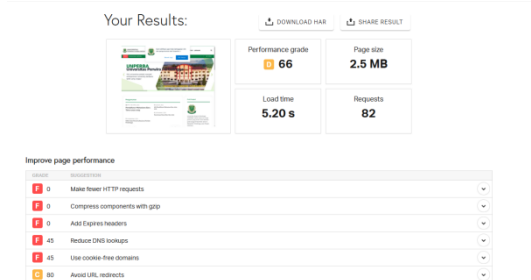 Your Results:
DOWNLOAD HAR
SHARE RESULT
Performance grade
D 66
Page size
2.5 MB
Load time
5.20 s
Requests
82
Improve page performance
GRADE SUGGESTION
F 0 Make fewer HTTP requests
F 0 Compress components with gzip
F 0 Add Expires headers
F 45 Reduce DNS lookups
F 45 Use cookie-free domains
C 80 Avoid URL redirects